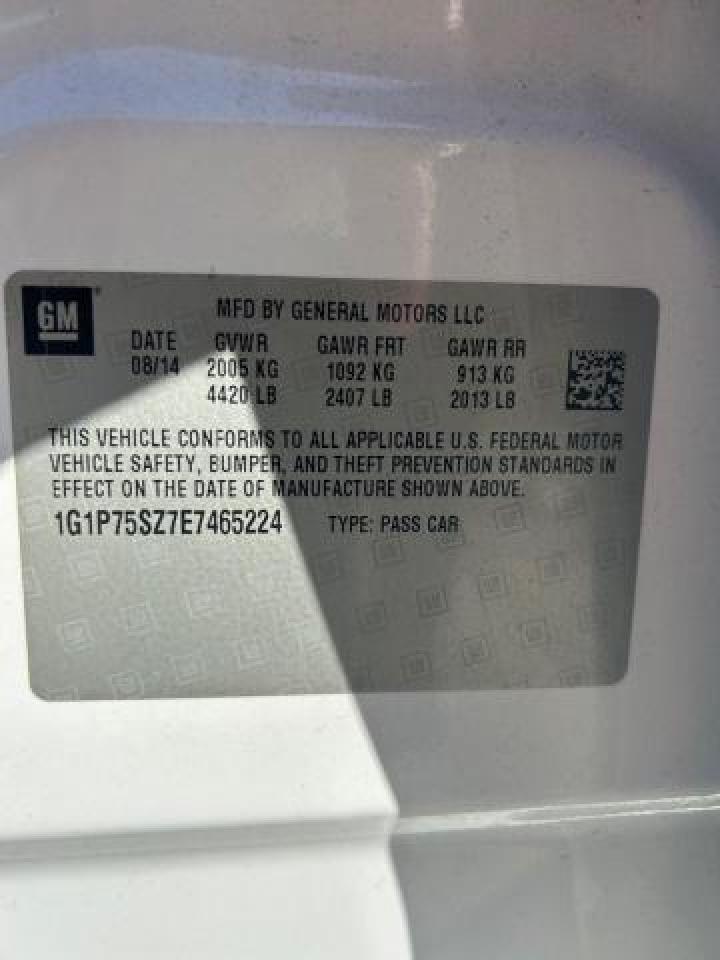 GM
MFD BY GENERAL MOTORS LLC
DATE GVWR GAWR FRT GAWR RR
08/14 2005 KG 1092 KG 913 KG
4420 LB 2407 LB 2013 LB
THIS VEHICLE CONFORMS TO ALL APPLICABLE U.S. FEDERAL MOTOR
VEHICLE SAFETY, BUMPER, AND THEFT PREVENTION STANDARDS IN
EFFECT ON THE DATE OF MANUFACTURE SHOWN ABOVE.
1G1P75SZ7E7465224 TYPE: PASS CAR